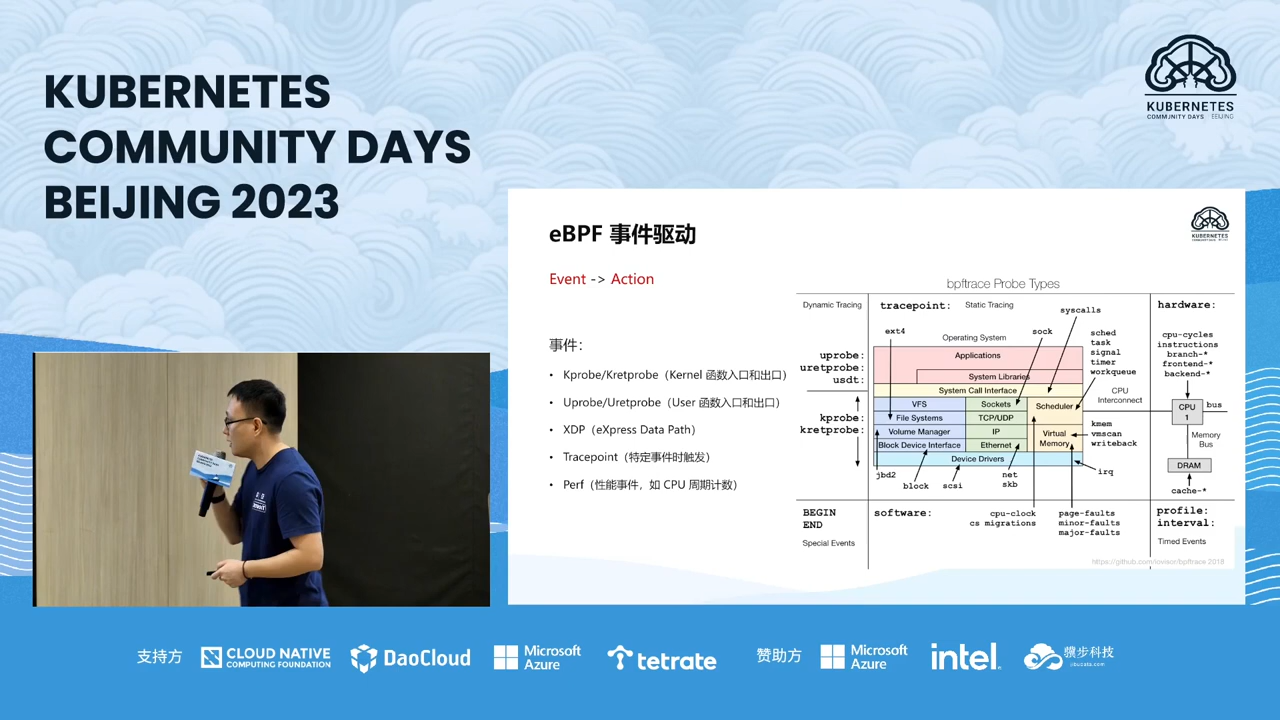 KUBERNETES
COMMUNITY DAYS
BEIJING 2023
KUBERNETES
COMMUNITY DAYS BEIJING
eBPF 事件驱动
KUBERNETES
Event -> Action
事件：
• Kprobe/Kretprobe（Kernel 函数入口和出口）
• Uprobe/Uretprobe（User 函数入口和出口）
• XDP（eXpress Data Path）
• Tracepoint（特定事件时触发）
• Perf（性能事件，如 CPU 周期计数）
bpftrace Probe Types
Dynamic Tracing
tracepoint: Static Tracing
hardware:
syscalls
ext4
sock
Operating System
sched
task
signal
timer
workqueue
cpu-cycles
instructions
branch-*
frontend-*
backend-*
uprobe:
uretprobe:
usdt:
Applications
System Libraries
System Call Interface
kprobe:
kretprobe:
VFS
File Systems
Volume Manager
Block Device Interface
Sockets
TCP/UDP
IP
Ethernet
Scheduler
Virtual
Memory
Device Drivers
CPU
Interconnect
CPU
1
bus
kmem
vmscan
writeback
Memory
Bus
DRAM
cache-*
jbd2
block
scsi
net
skb
irq
BEGIN
END
Special Events
software:
cpu-clock
cs migrations
page-faults
minor-faults
major-faults
profile:
interval:
Timed Events
https://github.com/iovisor/bpftrace 2018
支持方
CLOUD NATIVE
COMPUTING FOUNDATION
DaoCloud
Microsoft
Azure
tetrate
赞助方
Microsoft
Azure
intel.
骥步科技
jibudata.com